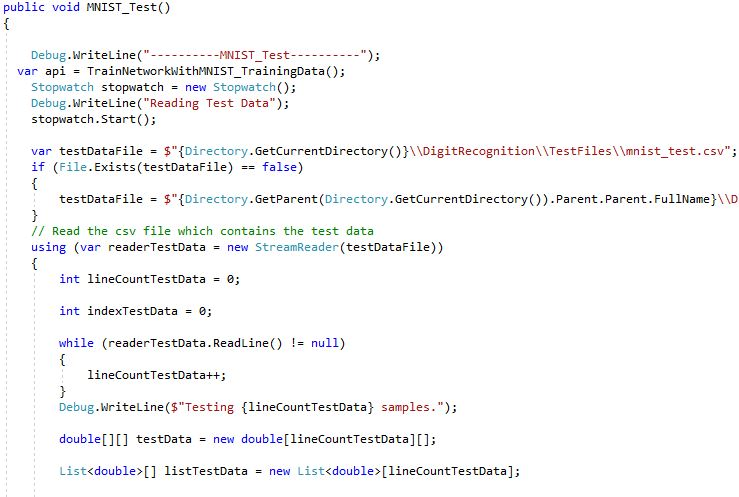 public void MNIST_Test()
{
Debug.WriteLine("----------MNIST_Test----------");
var api = TrainNetworkWithMNIST_TrainingData();
Stopwatch stopwatch = new Stopwatch();
Debug.WriteLine("Reading Test Data");
stopwatch.Start();
var testDataFile = $"{Directory.GetCurrentDirectory()}\\DigitRecognition\\TestFiles\\mnist_test.csv";
if (File.Exists(testDataFile) == false)
{
testDataFile = $"{Directory.GetParent(Directory.GetCurrentDirectory()).Parent.Parent.FullName}\\D
}
// Read the csv file which contains the test data
using (var readerTestData = new StreamReader(testDataFile))
{
int lineCountTestData = 0;
int indexTestData = 0;
while (readerTestData.ReadLine() != null)
{
lineCountTestData++;
}
Debug.WriteLine($"Testing {lineCountTestData} samples.");
double[][] testData = new double[lineCountTestData][];
List<double>[] listTestData = new List<double>[lineCountTestData];